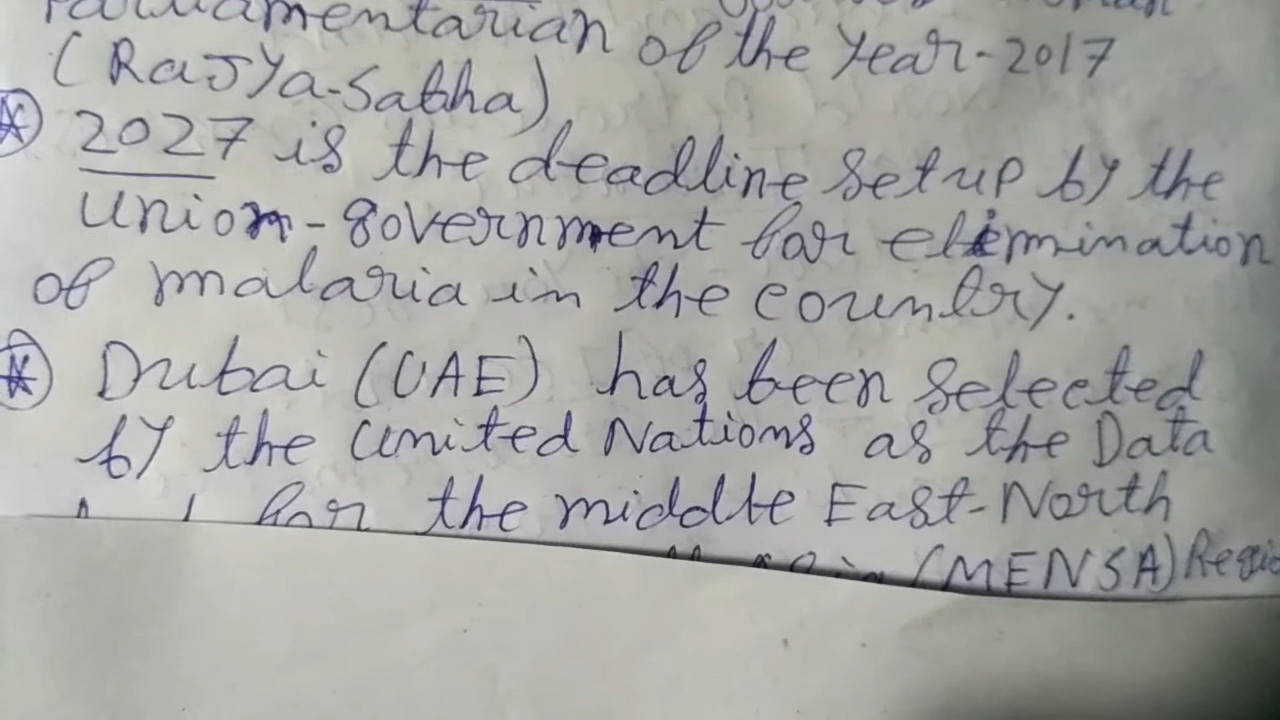 Parliamentarian of the Year-2017
(Rajya-Sabha)
2027 is the deadline set up by the
Union-government for elimination
of malaria in the country.
Dubai (UAE) has been selected
by the United Nations as the Data
for the middle East-North
(MENSA)